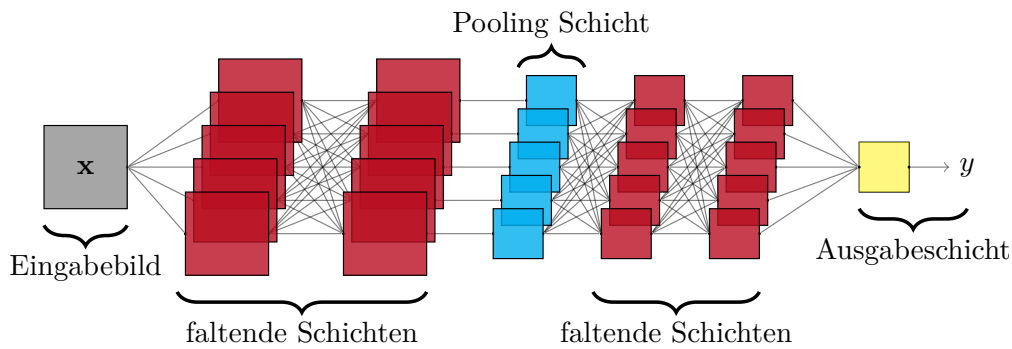 Pooling Schicht
x
y
Eingabebild
Ausgabeschicht
faltende Schichten
faltende Schichten